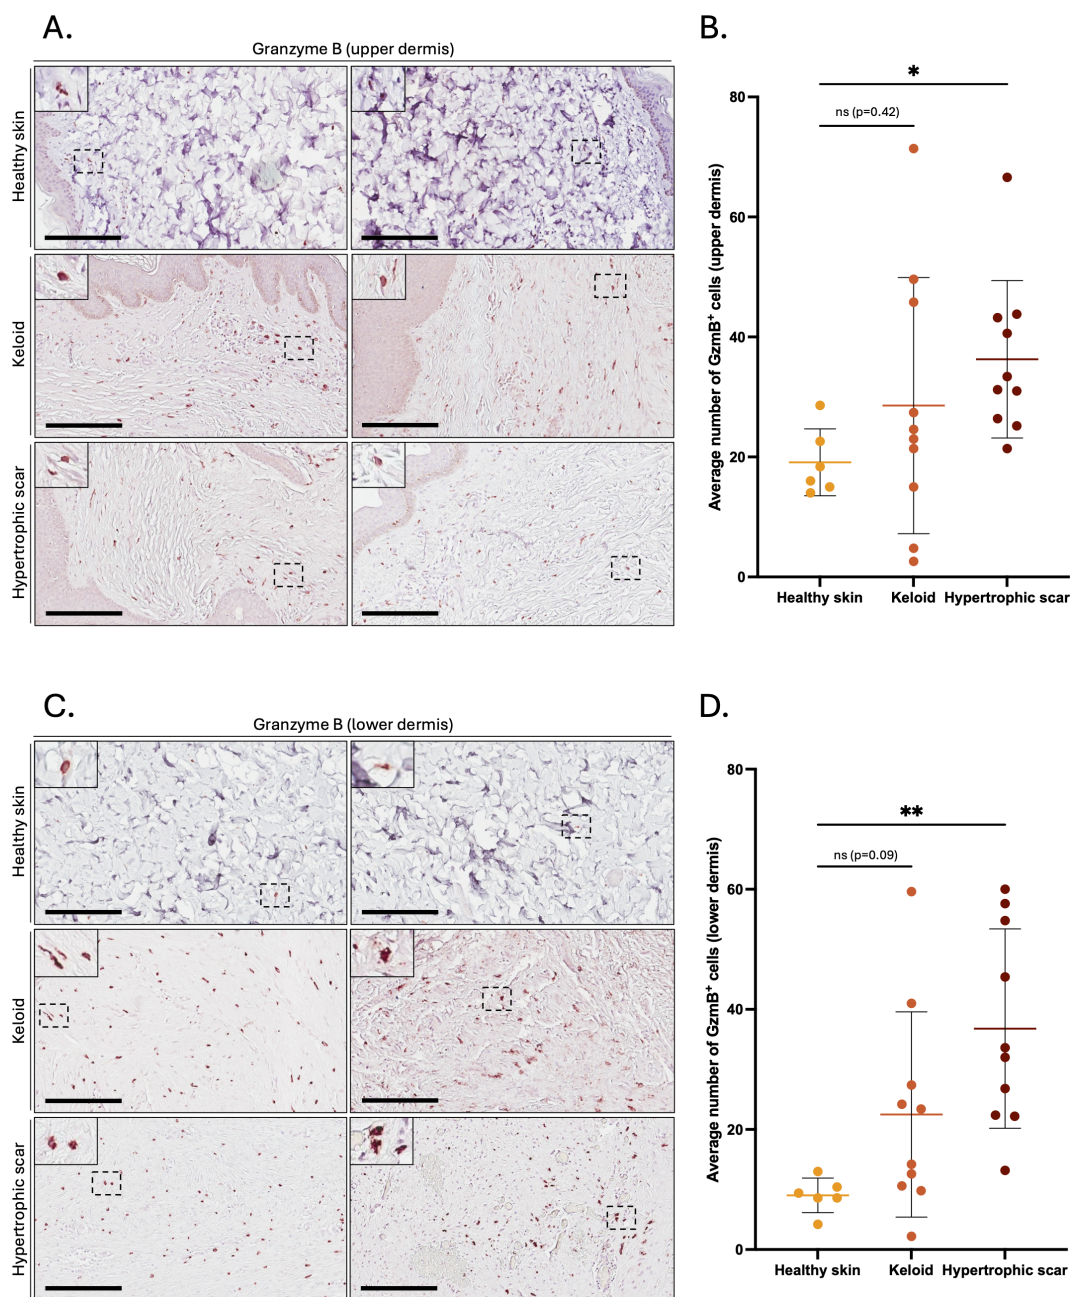 A.
Granzyme B (upper dermis)
Healthy skin
Keloid
Hypertrophic scar
B.
*
ns (p=0.42)
Average number of GzmB⁺ cells (upper dermis)
80
60
40
20
0
Healthy skin Keloid Hypertrophic scar
C.
Granzyme B (lower dermis)
Healthy skin
Keloid
Hypertrophic scar
D.
**
ns (p=0.09)
Average number of GzmB⁺ cells (lower dermis)
80
60
40
20
0
Healthy skin Keloid Hypertrophic scar